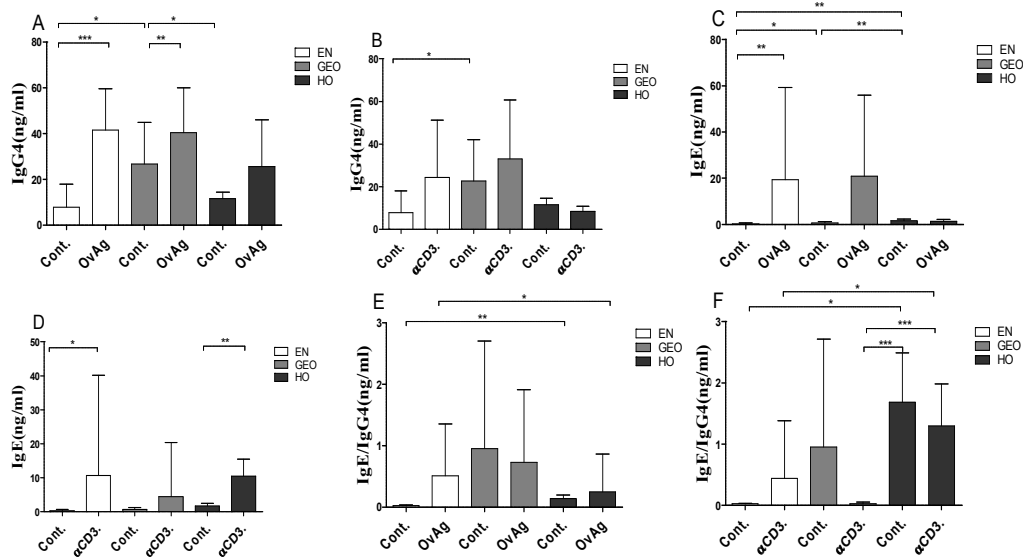 A
* *
*** **
80
60
40
20
0
IgG4(ng/ml)
EN
GEO
HO
Cont. OvAg Cont. OvAg Cont. OvAg
B
*
80
60
40
20
0
IgG4(ng/ml)
EN
GEO
HO
Cont. αCD3. Cont. αCD3. Cont. αCD3.
C
**
* **
**
80
60
40
20
0
IgE(ng/ml)
EN
GEO
HO
Cont. OvAg Cont. OvAg Cont. OvAg
D
* **
50
40
30
20
10
0
IgE(ng/ml)
EN
GEO
HO
Cont. αCD3. Cont. αCD3. Cont. αCD3.
E
*
**
3
2
1
0
IgE/IgG4(ng/ml)
EN
GEO
HO
Cont. OvAg Cont. OvAg Cont. OvAg
F
*
*
***
***
3
2
1
0
IgE/IgG4(ng/ml)
EN
GEO
HO
Cont. αCD3. Cont. αCD3. Cont. αCD3.